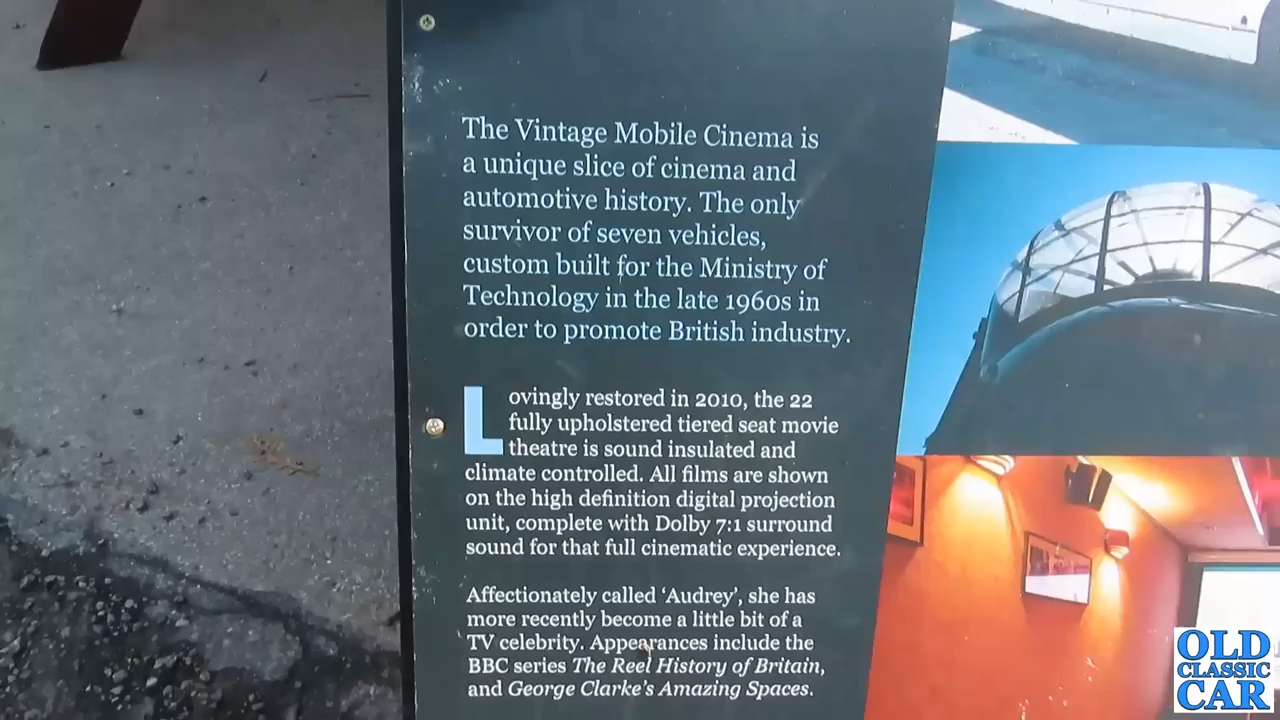 The Vintage Mobile Cinema is
a unique slice of cinema and
automotive history. The only
survivor of seven vehicles,
custom built for the Ministry of
Technology in the late 1960s in
order to promote British industry.
Lovingly restored in 2010, the 22
fully upholstered tiered seat movie
theatre is sound insulated and
climate controlled. All films are shown
on the high definition digital projection
unit, complete with Dolby 7:1 surround
sound for that full cinematic experience.
Affectionately called ‘Audrey’, she has
more recently become a little bit of a
TV celebrity. Appearances include the
BBC series The Reel History of Britain,
and George Clarke’s Amazing Spaces.
OLD
CLASSIC
CAR